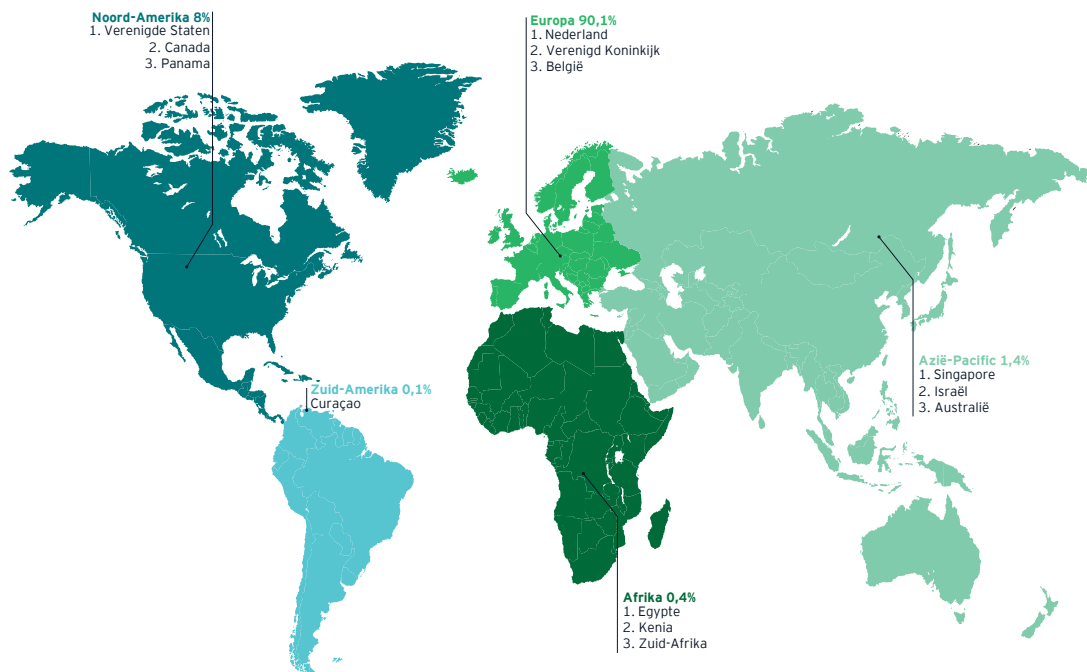 Noord-Amerika 8%
1. Verenigde Staten
2. Canada
3. Panama
Europa 90,1%
1. Nederland
2. Verenigd Koninkijk
3. België
Azië-Pacific 1,4%
1. Singapore
2. Israël
3. Australië
Zuid-Amerika 0,1%
Curaçao
Afrika 0,4%
1. Egypte
2. Kenia
3. Zuid-Afrika